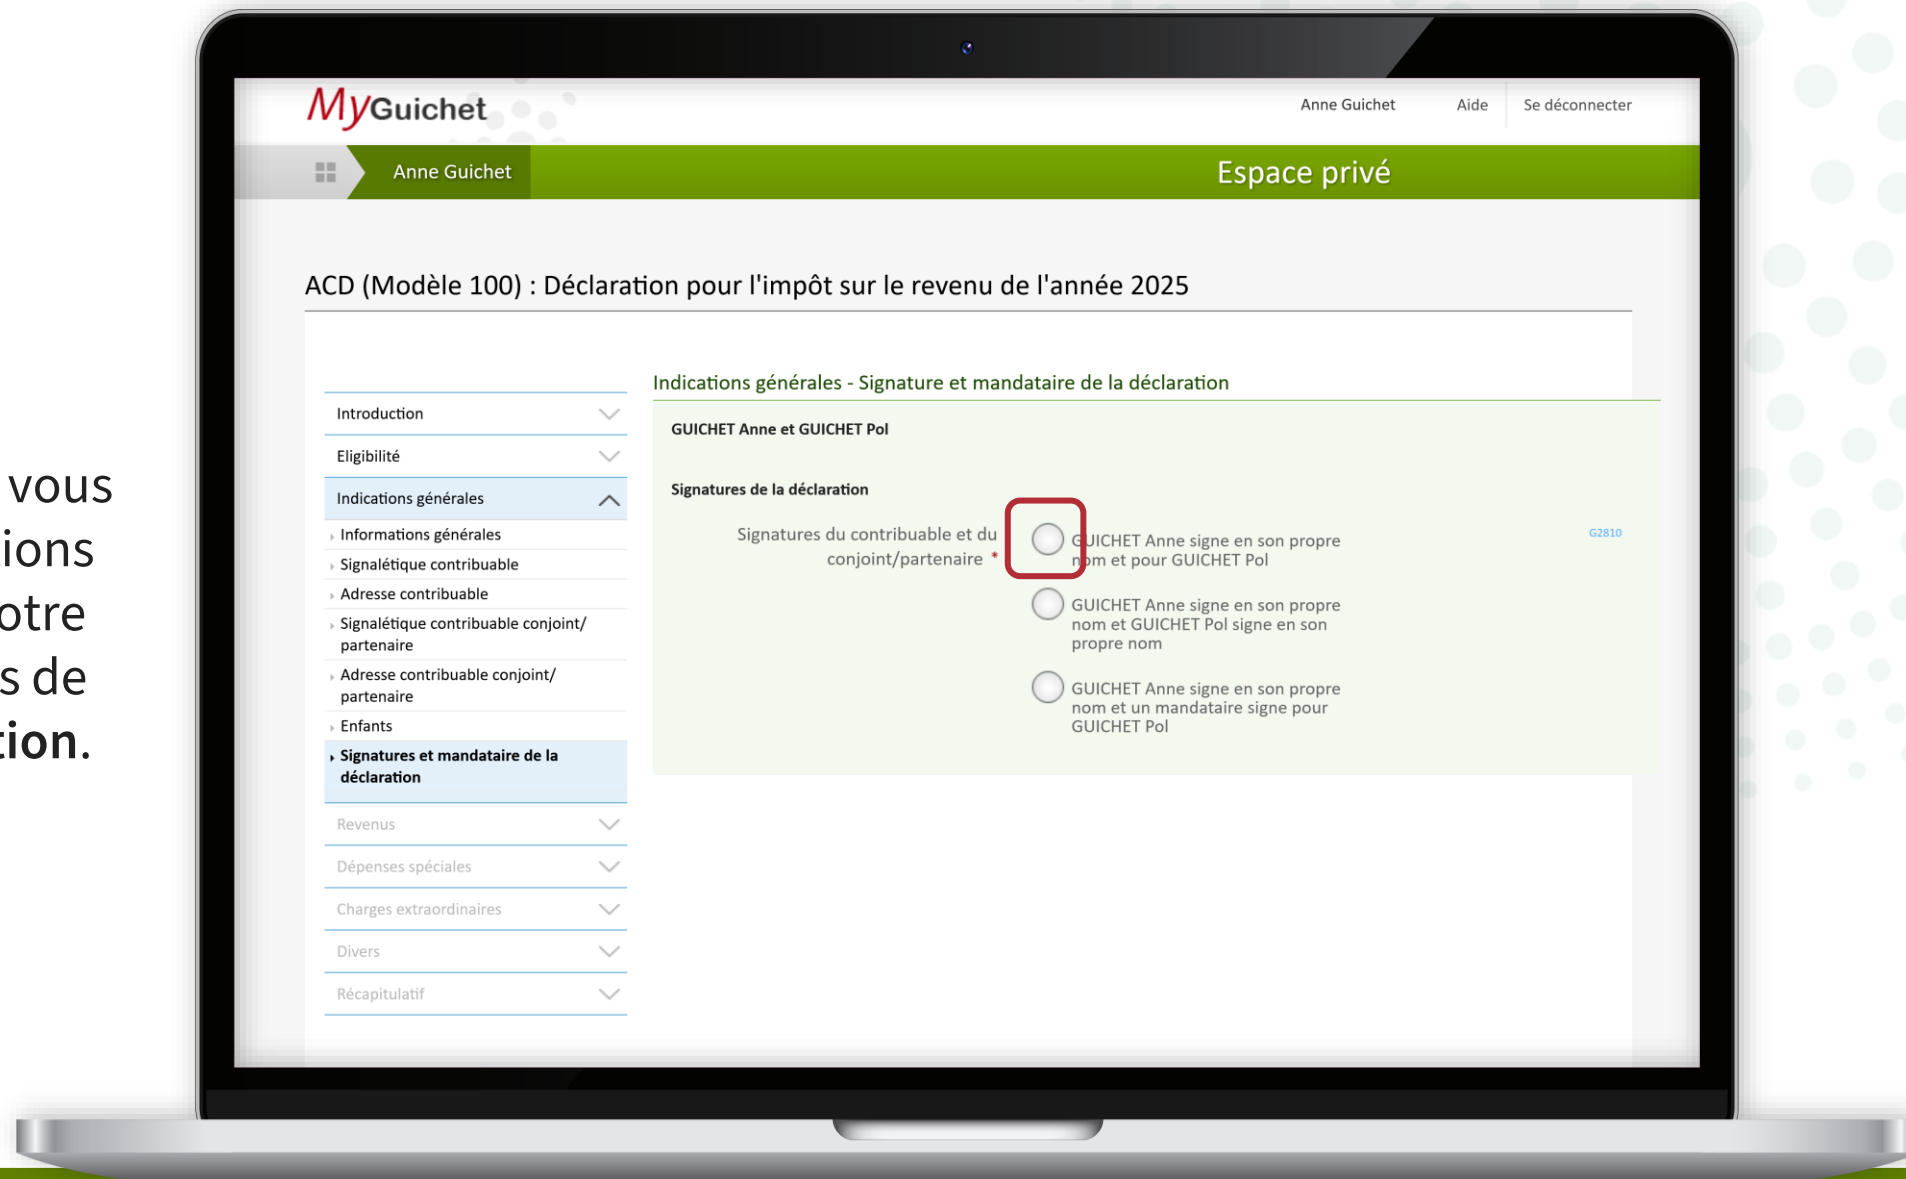 MyGuichet
Anne Guichet
Aide
Se déconnecter
Anne Guichet
Espace privé
ACD (Modèle 100) : Déclaration pour l'impôt sur le revenu de l'année 2025
vous
tions
otre
s de
tion.
Introduction
Eligibilité
Indications générales
Informations générales
Signalétique contribuable
Adresse contribuable
Signalétique contribuable conjoint/
partenaire
Adresse contribuable conjoint/
partenaire
Enfants
Signatures et mandataire de la
déclaration
Revenus
Dépenses spéciales
Charges extraordinaires
Divers
Récapitulatif
Indications générales - Signature et mandataire de la déclaration
GUICHET Anne et GUICHET Pol
Signatures de la déclaration
Signatures du contribuable et du
conjoint/partenaire *
GUICHET Anne signe en son propre
nom et pour GUICHET Pol
G2810
GUICHET Anne signe en son propre
nom et GUICHET Pol signe en son
propre nom
GUICHET Anne signe en son propre
nom et un mandataire signe pour
GUICHET Pol